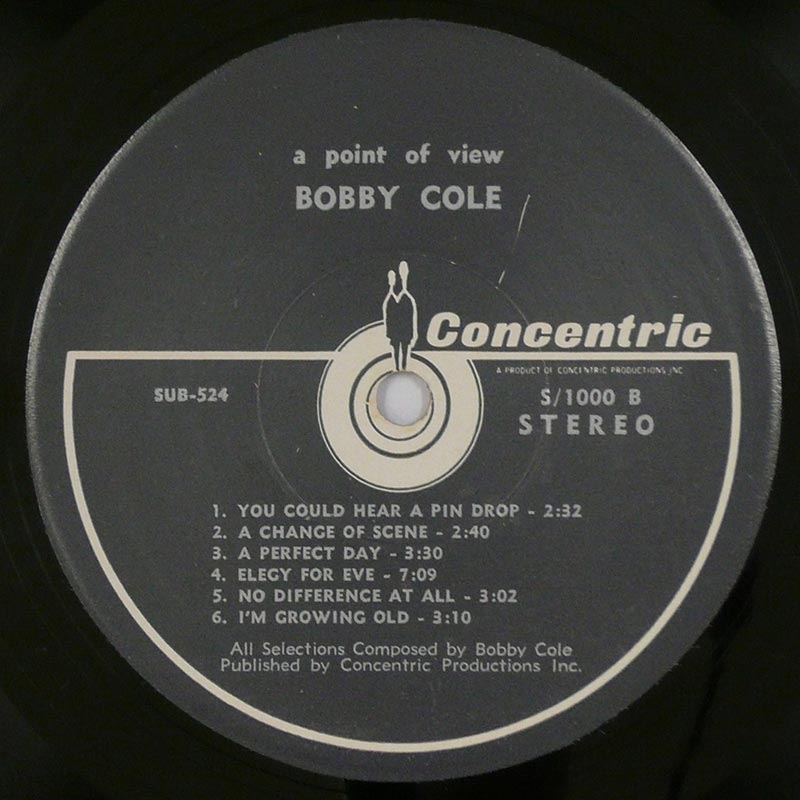 a point of view
BOBBY COLE
Concentric
A PRODUCT OF CONCENTRIC PRODUCTIONS INC
SUB-524
S/1000 B
STEREO
1. YOU COULD HEAR A PIN DROP - 2:32
2. A CHANGE OF SCENE - 2:40
3. A PERFECT DAY - 3:30
4. ELEGY FOR EVE - 7:09
5. NO DIFFERENCE AT ALL - 3:02
6. I'M GROWING OLD - 3:10
All Selections Composed by Bobby Cole
Published by Concentric Productions Inc.